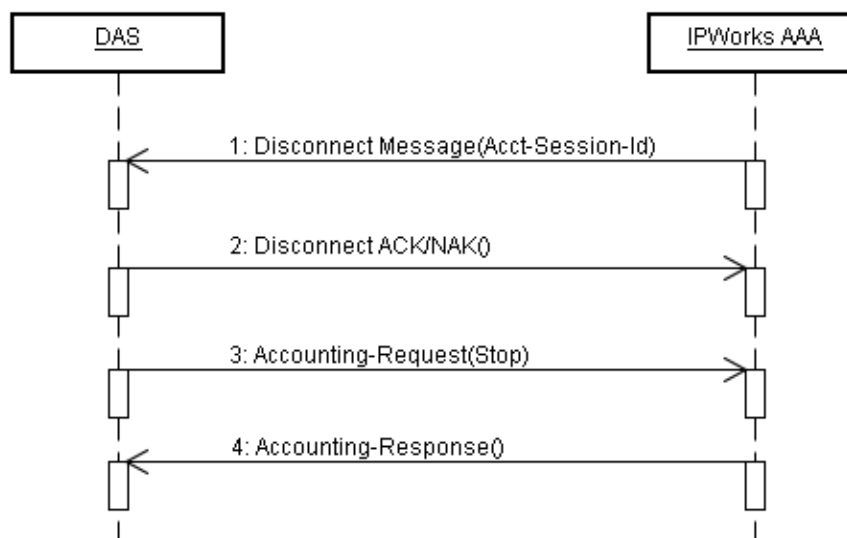 DAS
IPWorks AAA
1: Disconnect Message(Acct-Session-Id)
2: Disconnect ACK/NAK()
3: Accounting-Request(Stop)
4: Accounting-Response()